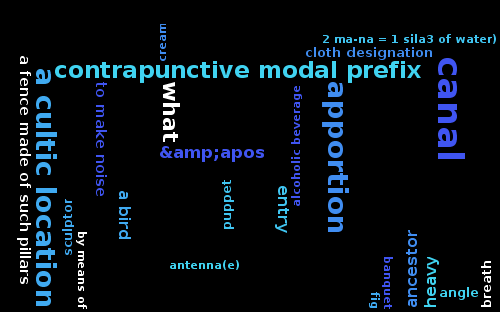 cream
2 ma-na = 1 sila3 of water)
cloth designation
contrapunctive modal prefix
a fence made of such pillars
a cultic location
to make noise
what
alcoholic beverage
apportion
canal
&amp;apos
sculptor
a bird
puppet
entry
by means of
antenna(e)
fig
banquet
ancestor
heavy
angle
breath